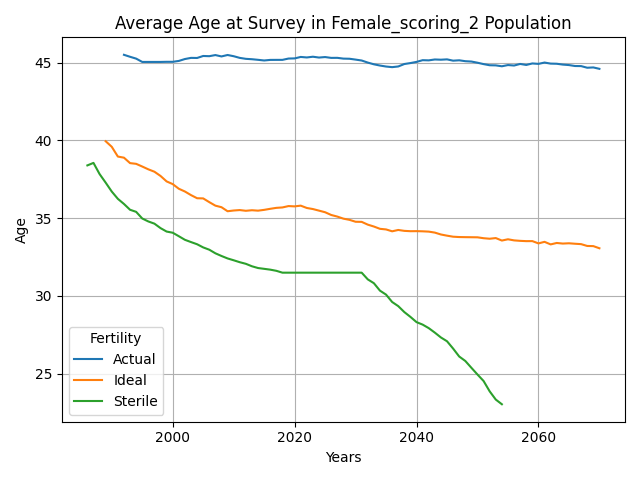 Average Age at Survey in Female_scoring_2 Population
Age
45
40
35
30
25
Fertility
Actual
Ideal
Sterile
2000 2020 2040 2060
Years